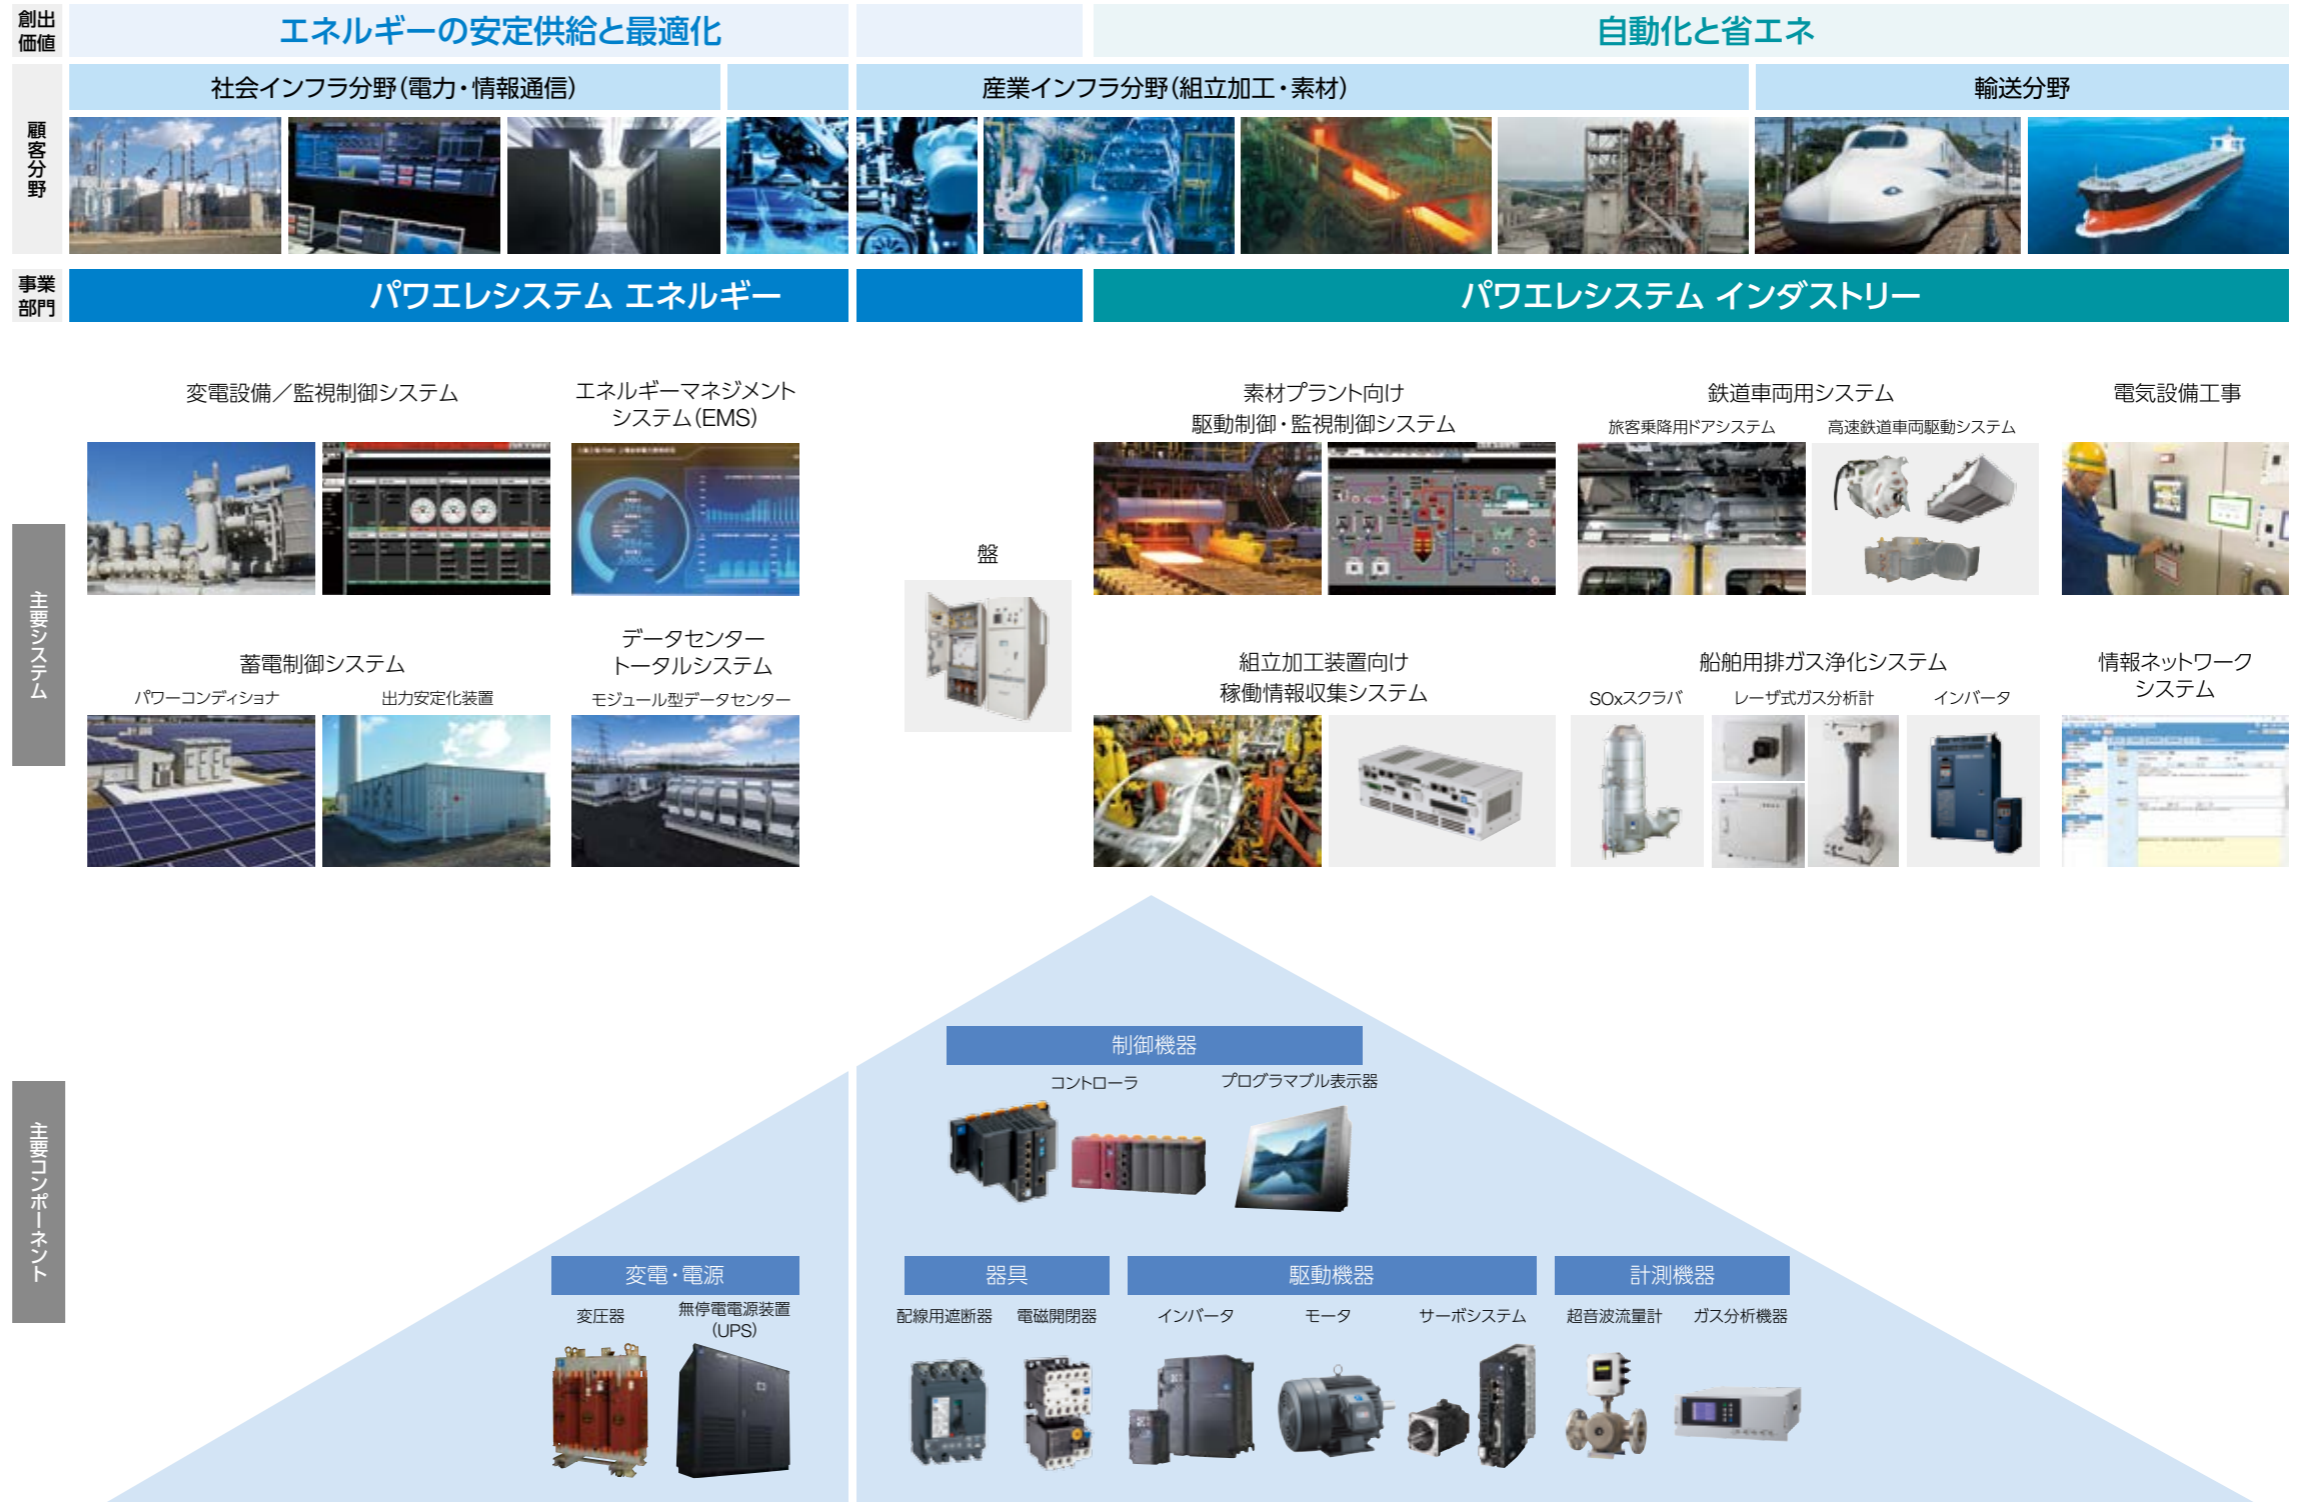 創出
価値
エネルギーの安定供給と最適化
自動化と省エネ
顧客分野
社会インフラ分野(電力・情報通信)
産業インフラ分野(組立加工・素材)
輸送分野
事業
部門
パワエレシステム エネルギー
パワエレシステム インダストリー
主要システム
変電設備／監視制御システム
エネルギーマネジメント
システム(EMS)
盤
素材プラント向け
駆動制御・監視制御システム
鉄道車両用システム
旅客乗降用ドアシステム
高速鉄道車両駆動システム
電気設備工事
蓄電制御システム
パワーコンディショナ
出力安定化装置
データセンター
トータルシステム
モジュール型データセンター
組立加工装置向け
稼働情報収集システム
船舶用排ガス浄化システム
SOxスクラバ
レーザ式ガス分析計
インバータ
情報ネットワーク
システム
主要コンポーネント
制御機器
コントローラ
プログラマブル表示器
変電・電源
変圧器
無停電電源装置
(UPS)
器具
配線用遮断器
電磁開閉器
駆動機器
インバータ
モータ
サーボシステム
計測機器
超音波流量計
ガス分析機器